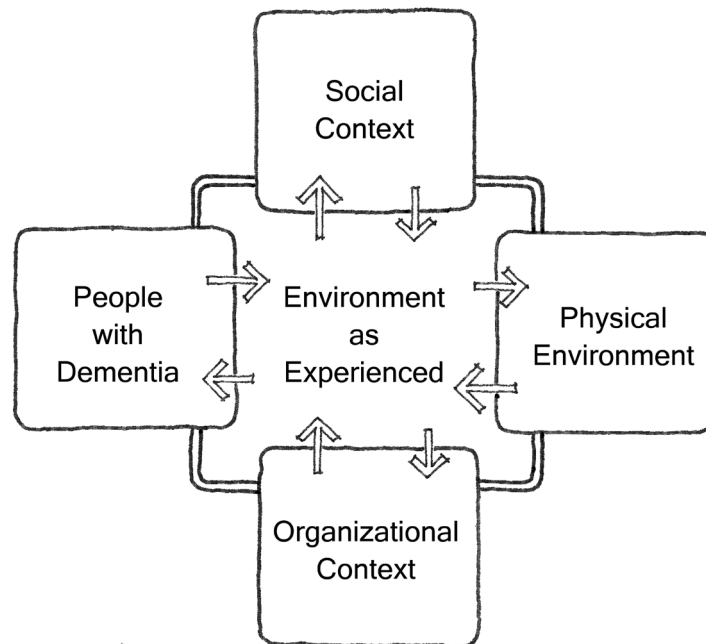 Social
Context
People
with
Dementia
Environment
as
Experienced
Physical
Environment
Organizational
Context